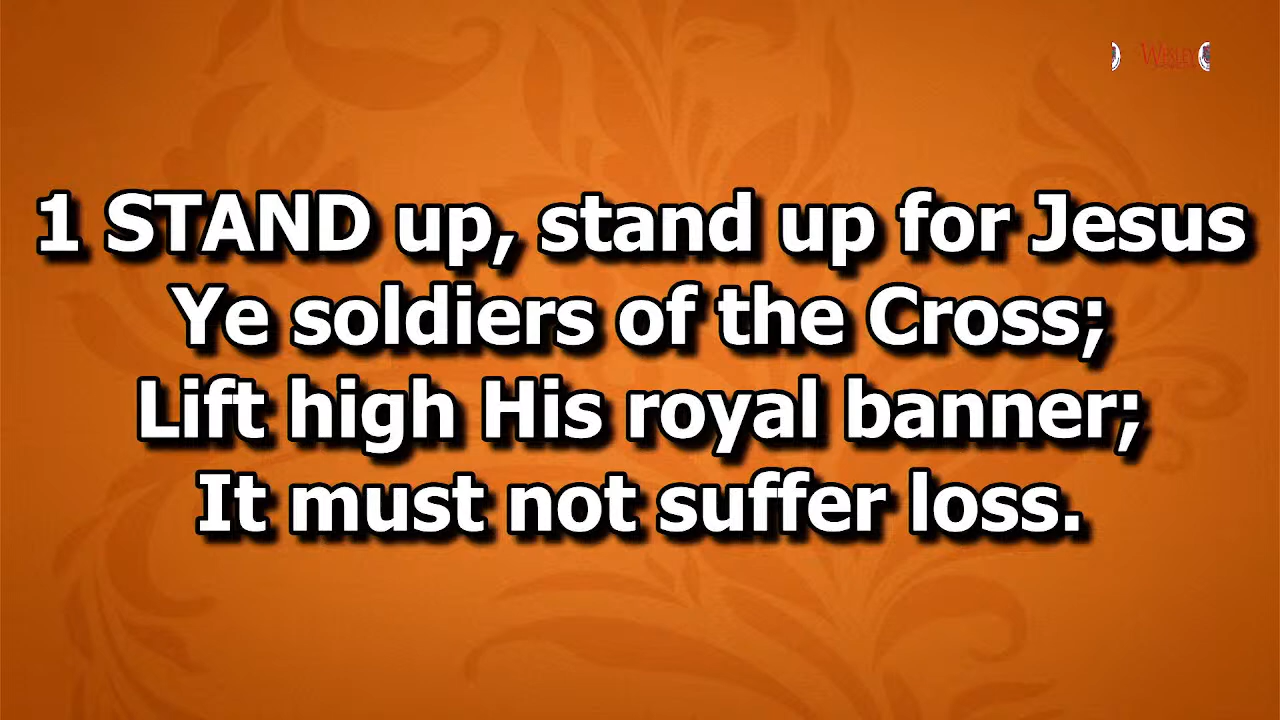 WESLEY
1 STAND up, stand up for Jesus
Ye soldiers of the Cross;
Lift high His royal banner;
It must not suffer loss.